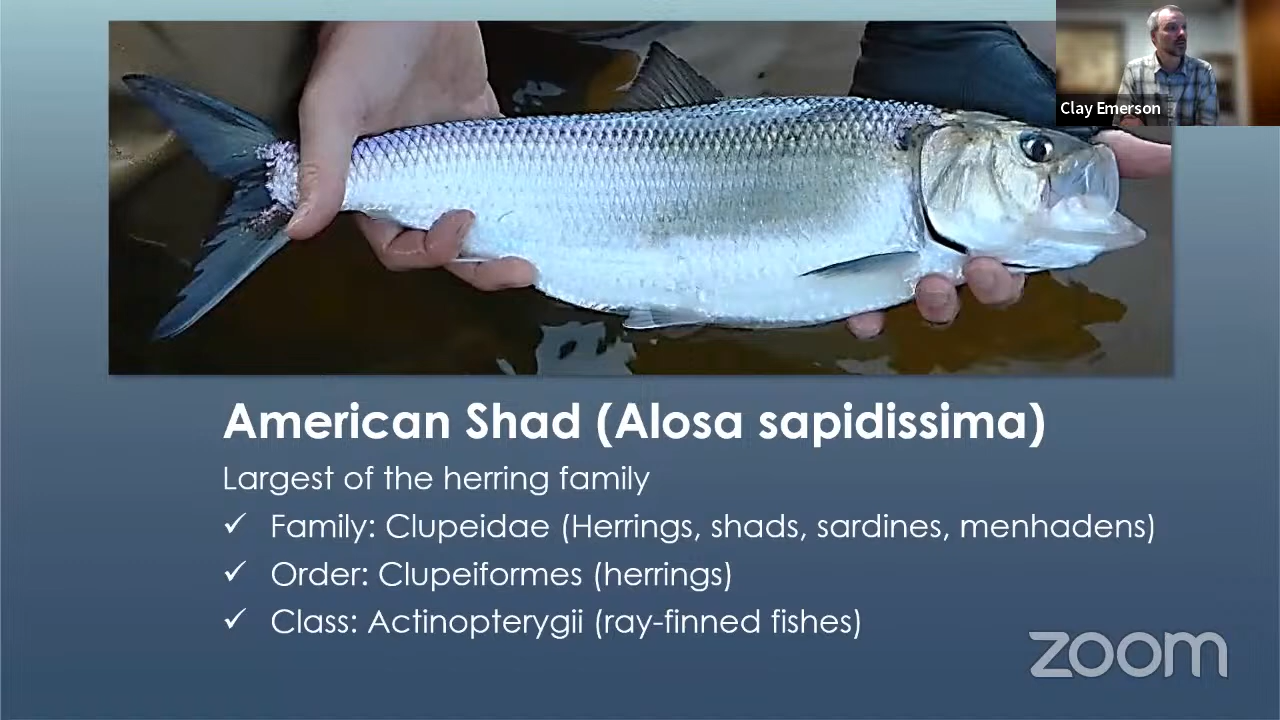 Clay Emerson
American Shad (Alosa sapidissima)
Largest of the herring family
✓ Family: Clupeidae (Herrings, shads, sardines, menhadens)
✓ Order: Clupeiformes (herrings)
✓ Class: Actinopterygii (ray-finned fishes)
zoom